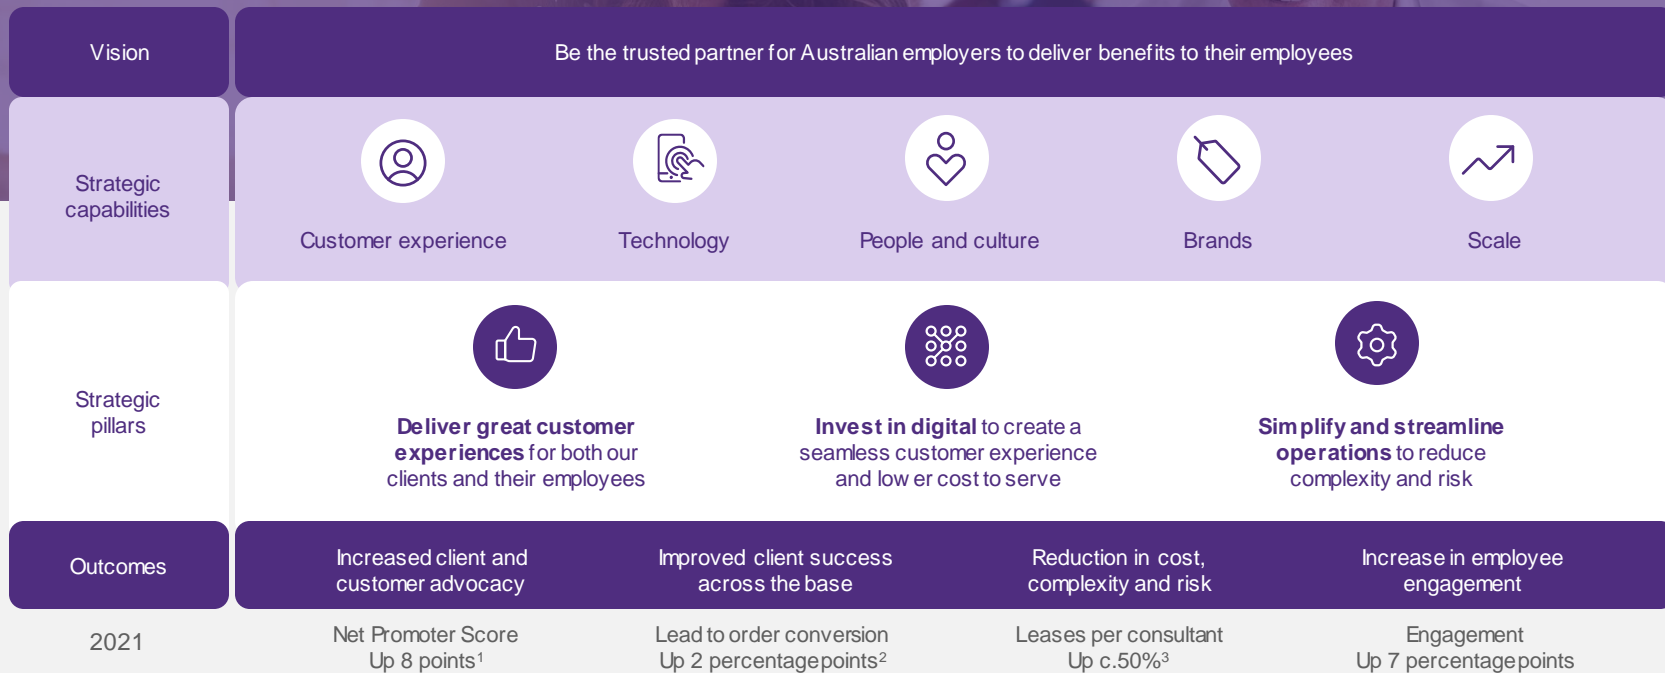 Vision
Be the trusted partner for Australian employers to deliver benefits to their employees
Strategic
capabilities
Customer experience
Technology
People and culture
Brands
Scale
Strategic
pillars
Deliver great customer
experiences for both our
clients and their employees
Invest in digital to create a
seamless customer experience
and lower cost to serve
Simplify and streamline
operations to reduce
complexity and risk
Outcomes
Increased client and
customer advocacy
Improved client success
across the base
Reduction in cost,
complexity and risk
Increase in employee
engagement
2021
Net Promoter Score
Up 8 points¹
Lead to order conversion
Up 2 percentage points²
Leases per consultant
Up c.50%³
Engagement
Up 7 percentage points